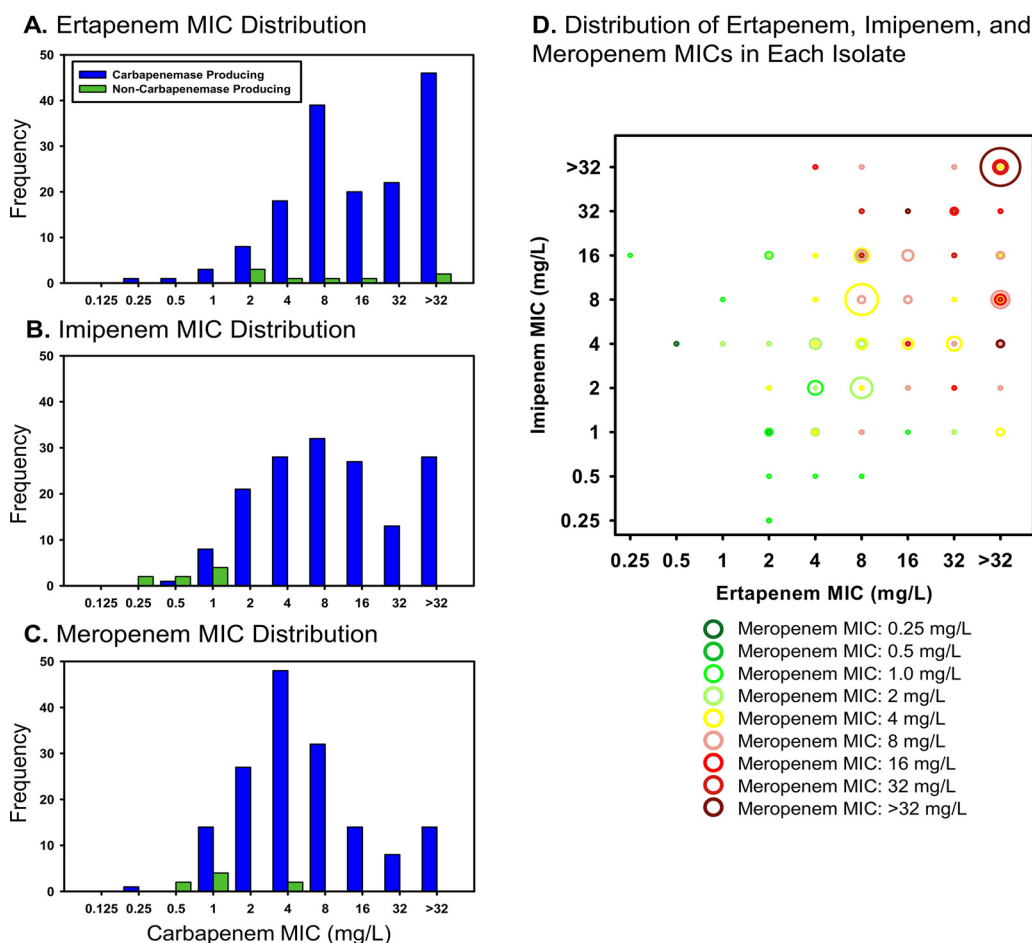 A. Ertapenem MIC Distribution
50
40
30
20
10
0
Frequency
Carbapenemase Producing
Non-Carbapenemase Producing
0.125 0.25 0.5 1 2 4 8 16 32 >32
B. Imipenem MIC Distribution
50
40
30
20
10
0
Frequency
0.125 0.25 0.5 1 2 4 8 16 32 >32
C. Meropenem MIC Distribution
50
40
30
20
10
0
Frequency
0.125 0.25 0.5 1 2 4 8 16 32 >32
Carbapenem MIC (mg/L)
D. Distribution of Ertapenem, Imipenem, and
Meropenem MICs in Each Isolate
Imipenem MIC (mg/L)
>32
32
16
8
4
2
1
0.5
0.25
0.25 0.5 1 2 4 8 16 32 >32
Ertapenem MIC (mg/L)
Meropenem MIC: 0.25 mg/L
Meropenem MIC: 0.5 mg/L
Meropenem MIC: 1.0 mg/L
Meropenem MIC: 2 mg/L
Meropenem MIC: 4 mg/L
Meropenem MIC: 8 mg/L
Meropenem MIC: 16 mg/L
Meropenem MIC: 32 mg/L
Meropenem MIC: >32 mg/L